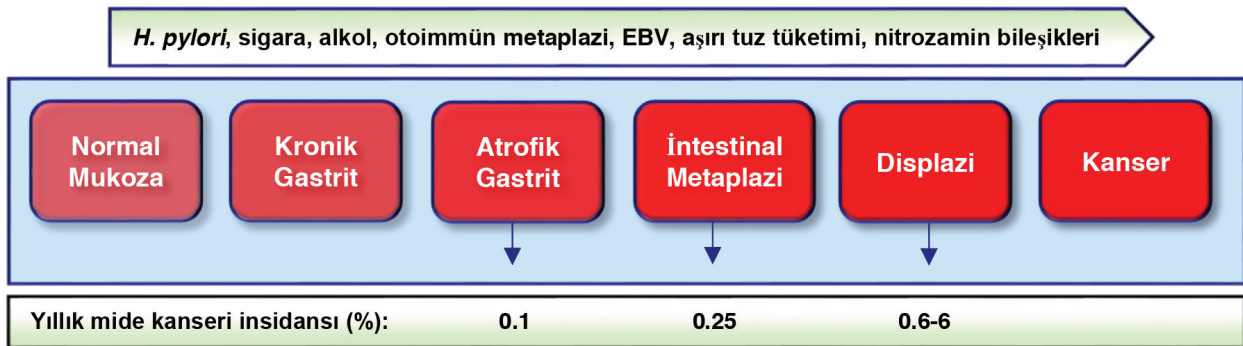 H. pylori, sigara, alkol, otoimmün metaplazi, EBV, aşırı tuz tüketimi, nitrozamin bileşikleri
Normal
Mukoza
Kronik
Gastrit
Atrofik
Gastrit
İntestinal
Metaplazi
Displazi
Kanser
Yıllık mide kanseri insidansı (%): 0.1 0.25 0.6-6